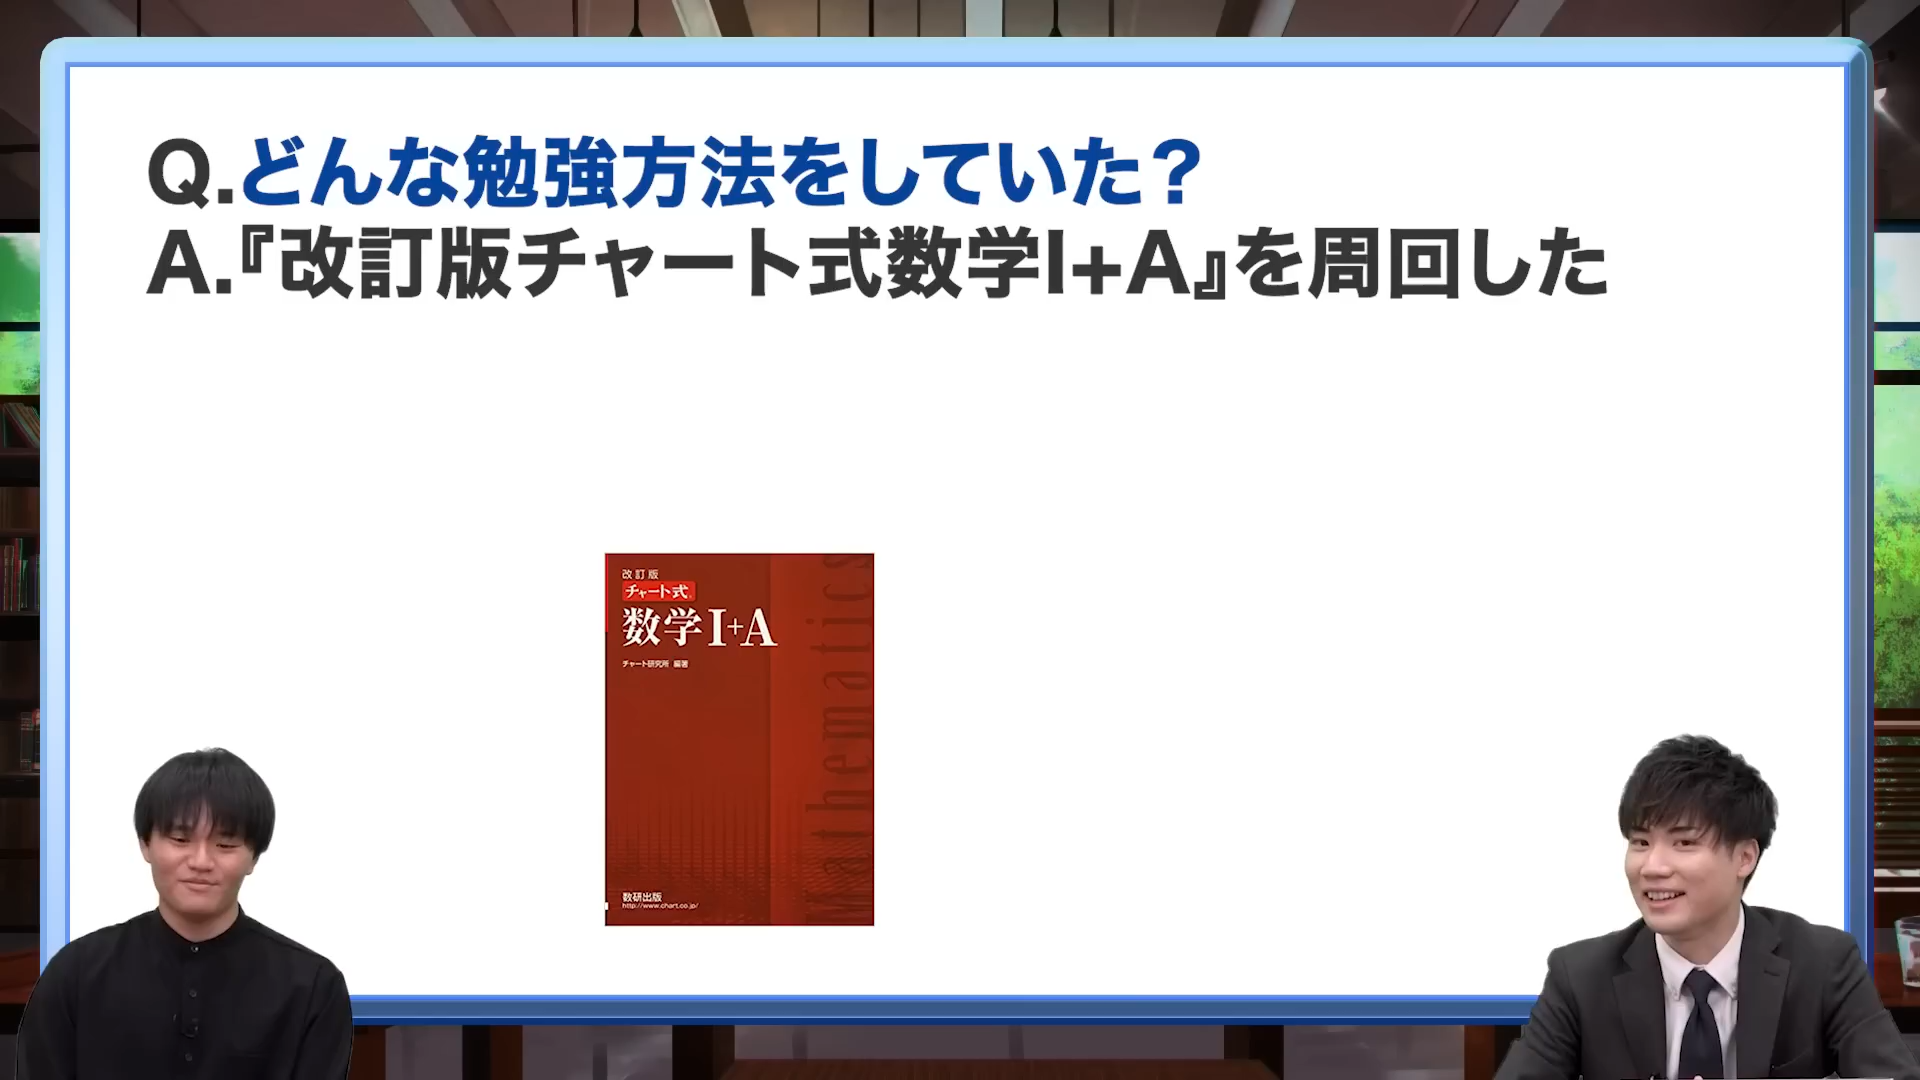 Q.どんな勉強方法をしていた？
A.『改訂版チャート式数学I+A』を周回した
改訂版
チャート式®
数学I+A
チャート研究所 編著
Mathematics
数研出版
http://www.chart.co.jp/